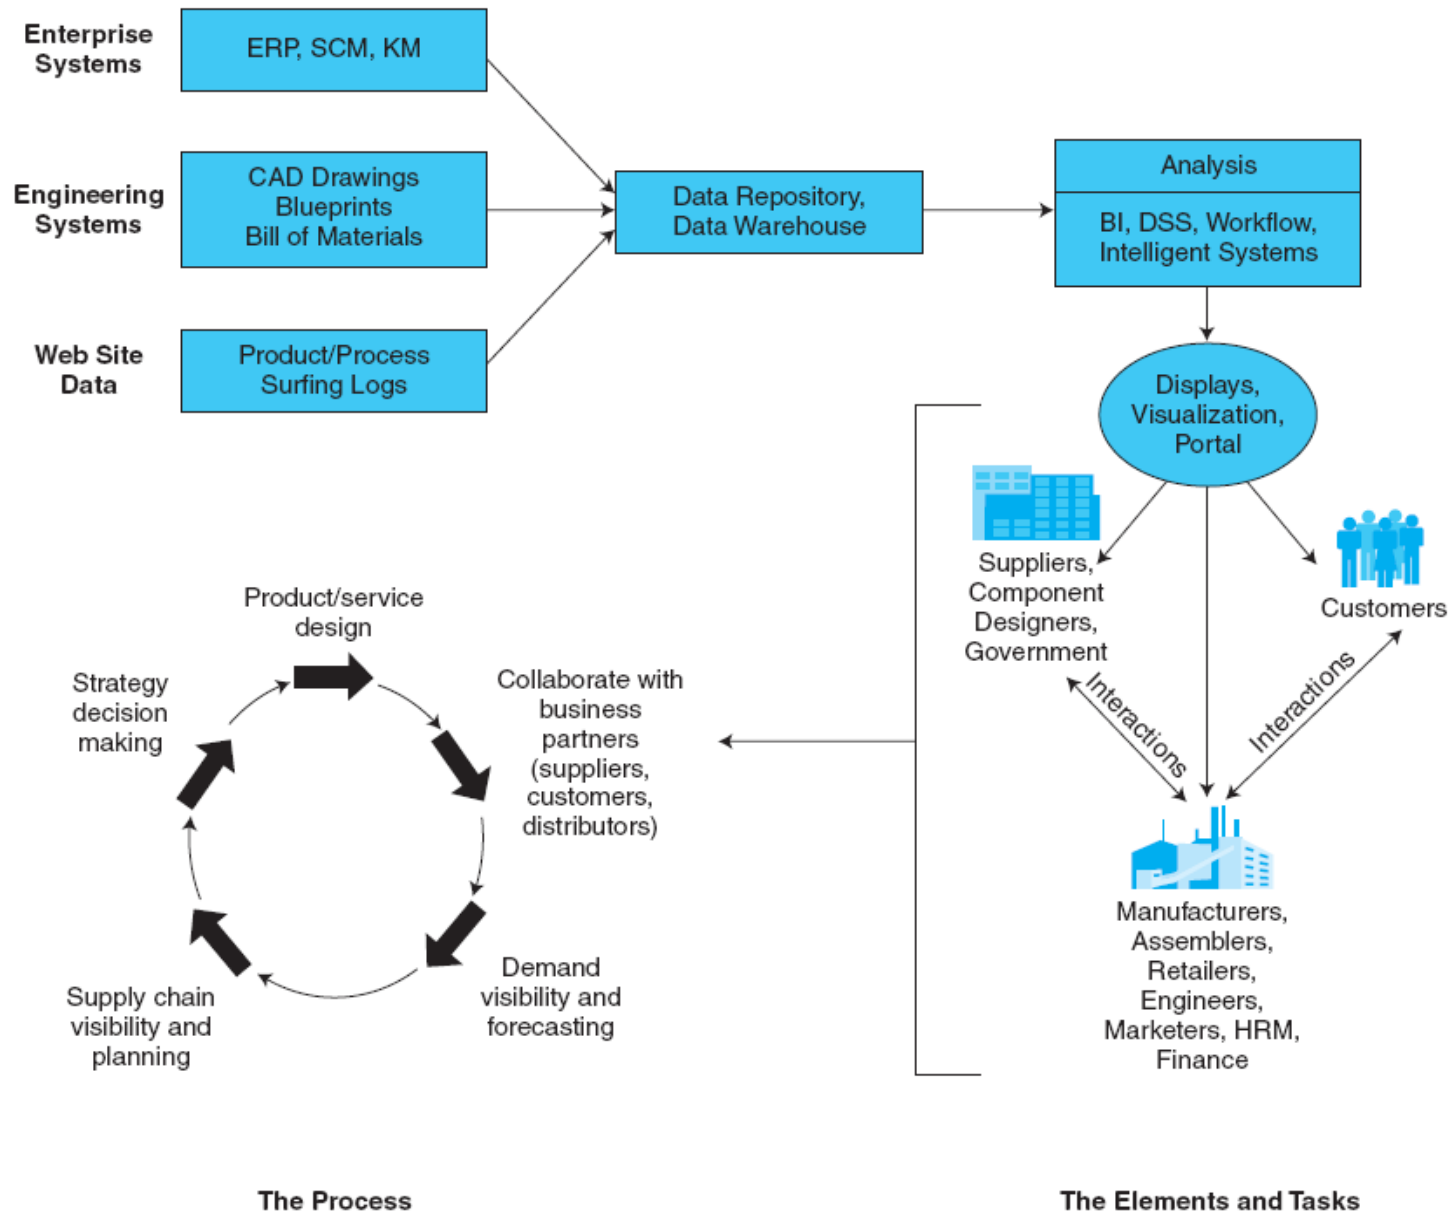 Enterprise
Systems
ERP, SCM, KM
Engineering
Systems
CAD Drawings
Blueprints
Bill of Materials
Web Site
Data
Product/Process
Surfing Logs
Data Repository,
Data Warehouse
Analysis
BI, DSS, Workflow,
Intelligent Systems
Displays,
Visualization,
Portal
Suppliers,
Component
Designers,
Government
Customers
Interactions
Interactions
Manufacturers,
Assemblers,
Retailers,
Engineers,
Marketers, HRM,
Finance
Product/service
design
Collaborate with
business
partners
(suppliers,
customers,
distributors)
Demand
visibility and
forecasting
Supply chain
visibility and
planning
Strategy
decision
making
The Process
The Elements and Tasks